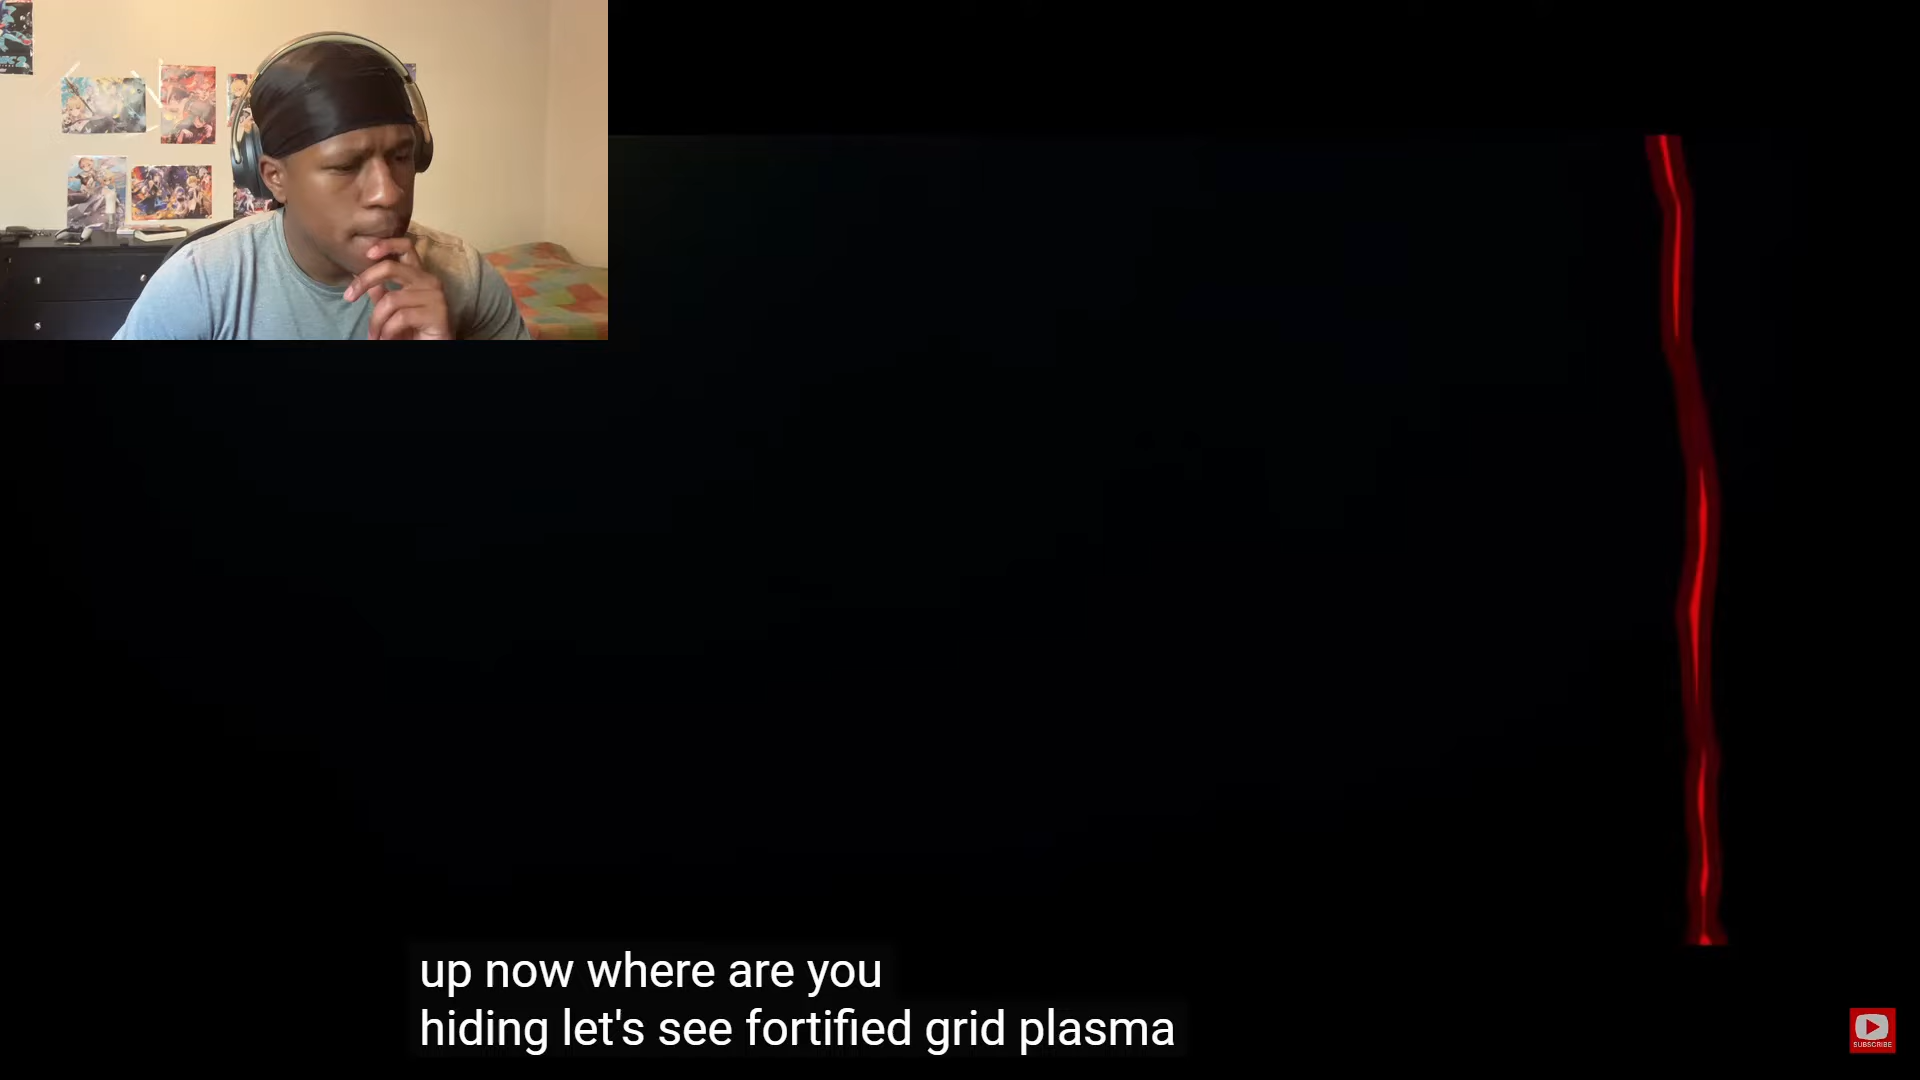 up now where are you
hiding let's see fortified grid plasma
SUBSCRIBE